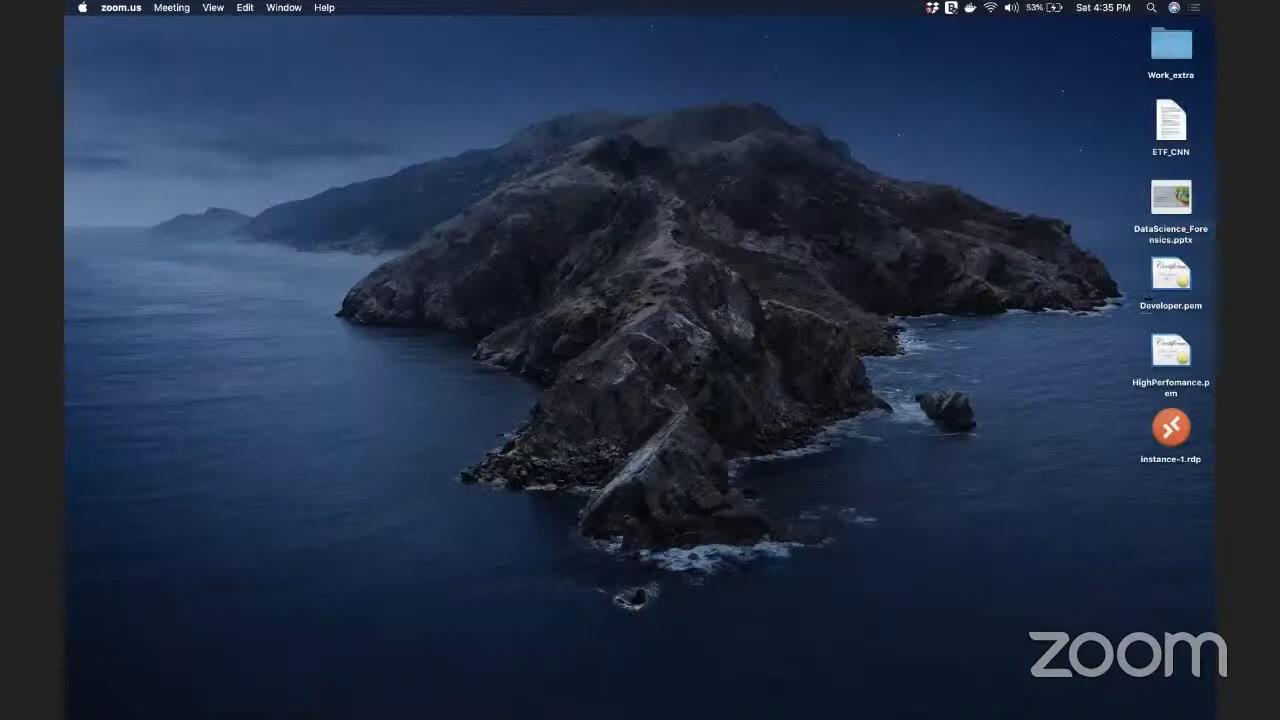 zoom.us Meeting View Edit Window Help 53% Sat 4:35 PM
Work_extra
ETF_CNN
DataScience_Fore
nsics.pptx
Developer.pem
HighPerfomance.p
em
instance-1.rdp
zoom